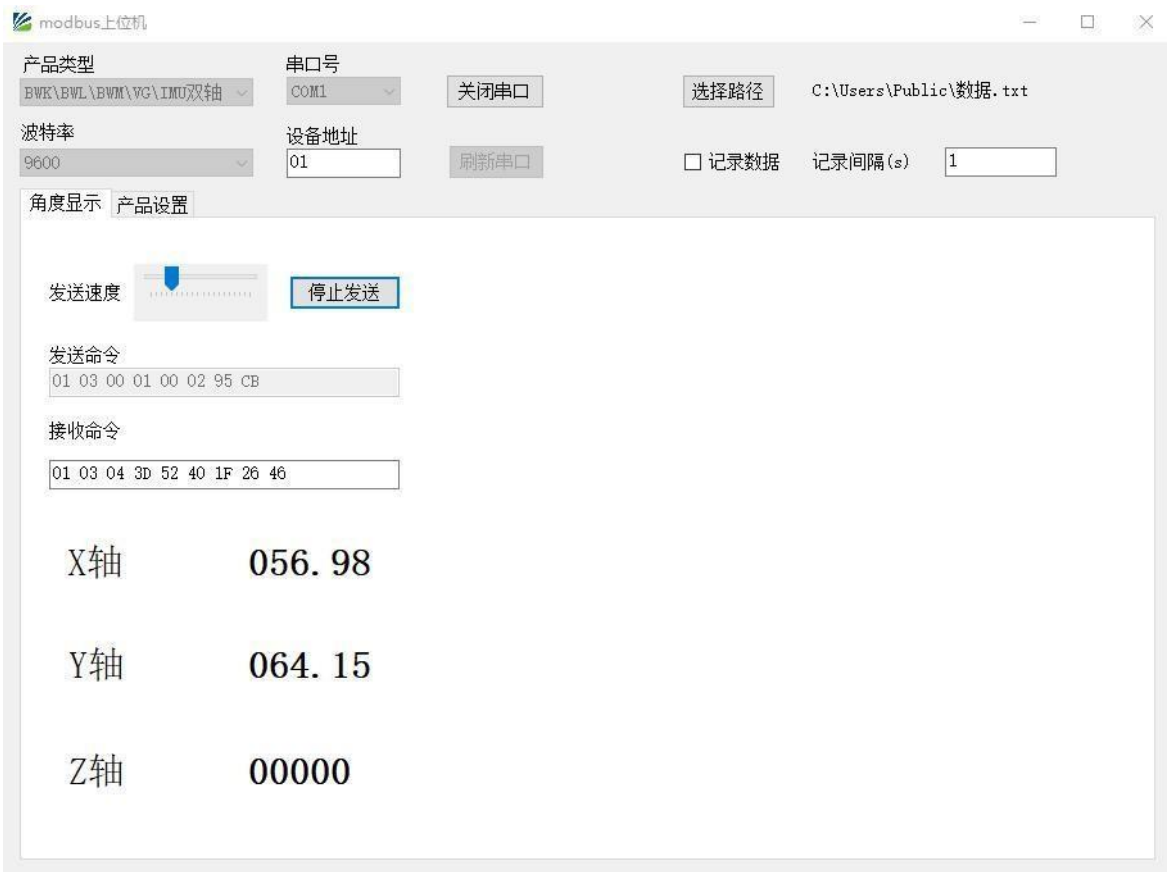 modbus上位机
产品类型
串口号
BWK\BWL\BWM\VG\IMU双轴
COM1
关闭串口
选择路径
C:\Users\Public\数据.txt
波特率
设备地址
9600
01
刷新串口
记录数据
记录间隔(s)
1
角度显示
产品设置
发送速度
停止发送
发送命令
01 03 00 01 00 02 95 CB
接收命令
01 03 04 3D 52 40 1F 26 46
X轴 056.98
Y轴 064.15
Z轴 00000